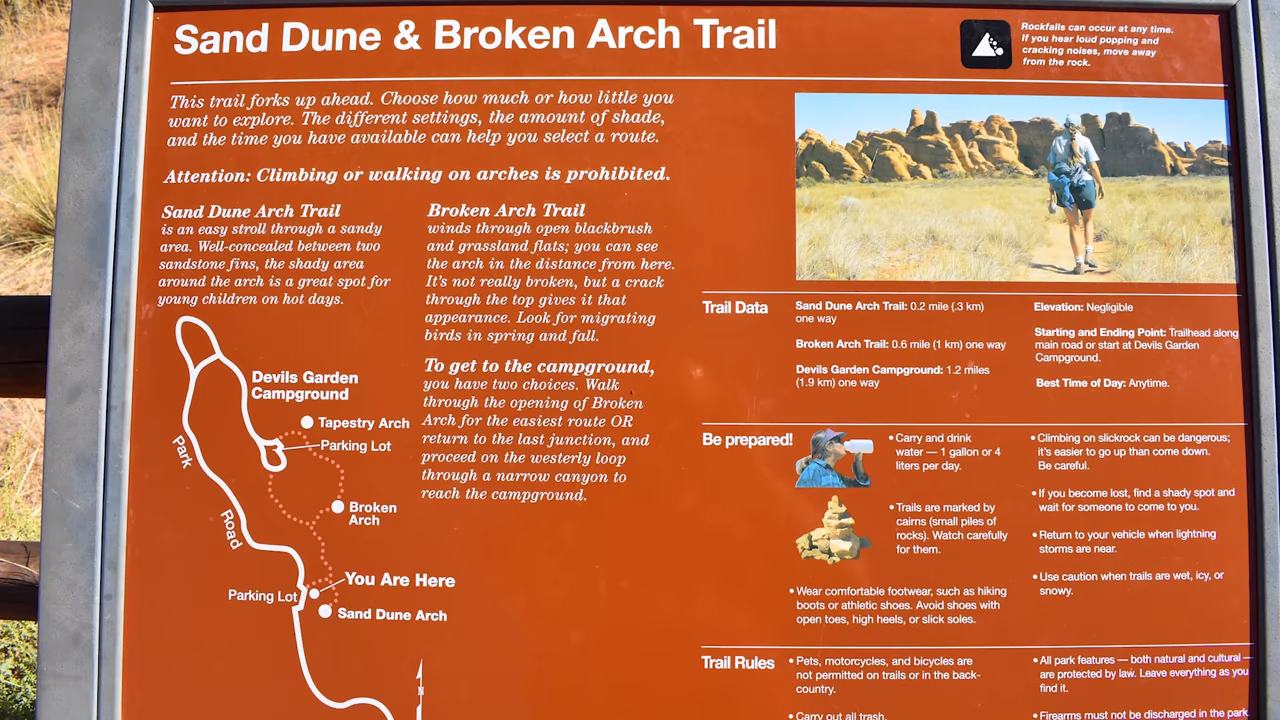 Sand Dune & Broken Arch Trail
Rockfalls can occur at any time.
If you hear loud popping and
cracking noises, move away
from the rock.
This trail forks up ahead. Choose how much or how little you
want to explore. The different settings, the amount of shade,
and the time you have available can help you select a route.
Attention: Climbing or walking on arches is prohibited.
Sand Dune Arch Trail
is an easy stroll through a sandy
area. Well-concealed between two
sandstone fins, the shady area
around the arch is a great spot for
young children on hot days.
Broken Arch Trail
winds through open blackbrush
and grassland flats; you can see
the arch in the distance from here.
It's not really broken, but a crack
through the top gives it that
appearance. Look for migrating
birds in spring and fall.
To get to the campground,
you have two choices. Walk
through the opening of Broken
Arch for the easiest route OR
return to the last junction, and
proceed on the westerly loop
through a narrow canyon to
reach the campground.
Devils Garden
Campground
Tapestry Arch
Parking Lot
Park
Broken
Arch
Road
You Are Here
Parking Lot
Sand Dune Arch
N
Trail Data
Sand Dune Arch Trail: 0.2 mile (.3 km)
one way
Broken Arch Trail: 0.6 mile (1 km) one way
Devils Garden Campground: 1.2 miles
(1.9 km) one way
Elevation: Negligible
Starting and Ending Point: Trailhead along
main road or start at Devils Garden
Campground.
Best Time of Day: Anytime.
Be prepared!
• Carry and drink
water — 1 gallon or 4
liters per day.
• Trails are marked by
cairns (small piles of
rocks). Watch carefully
for them.
• Wear comfortable footwear, such as hiking
boots or athletic shoes. Avoid shoes with
open toes, high heels, or slick soles.
• Climbing on slickrock can be dangerous;
it's easier to go up than come down.
Be careful.
• If you become lost, find a shady spot and
wait for someone to come to you.
• Return to your vehicle when lightning
storms are near.
• Use caution when trails are wet, icy, or
snowy.
Trail Rules
• Pets, motorcycles, and bicycles are
not permitted on trails or in the back-
country.
• Carry out all trash.
• All park features — both natural and cultural —
are protected by law. Leave everything as you
find it.
• Firearms must not be discharged in the park.